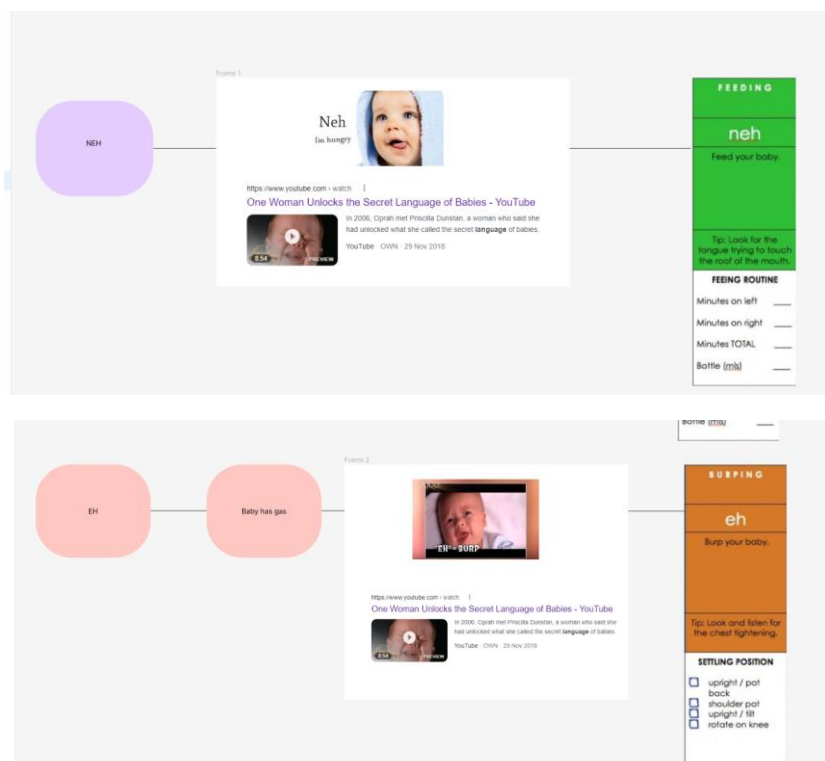 Frame 1
NEH
Neh
I'm hungry
https://www.youtube.com › watch
One Woman Unlocks the Secret Language of Babies - YouTube
In 2006, Oprah met Priscilla Dunstan, a woman who said she
had unlocked what she called the secret language of babies.
8:54
PREVIEW
YouTube · OWN · 29 Nov 2018
FEEDING
neh
Feed your baby.
Tip: Look for the
tongue trying to touch
the roof of the mouth.
FEEING ROUTINE
Minutes on left ___
Minutes on right ___
Minutes TOTAL ___
Bottle (mls) ___
Bottle (mls) ___
Frame 2
EH
Baby has gas
"EH"= BURP
https://www.youtube.com › watch
One Woman Unlocks the Secret Language of Babies - YouTube
In 2006, Oprah met Priscilla Dunstan, a woman who said she
had unlocked what she called the secret language of babies.
8:54
PREVIEW
YouTube · OWN · 29 Nov 2018
BURPING
eh
Burp your baby.
Tip: Look and listen for
the chest tightening.
SETTLING POSITION
upright / pat
back
shoulder pat
upright / tilt
rotate on knee